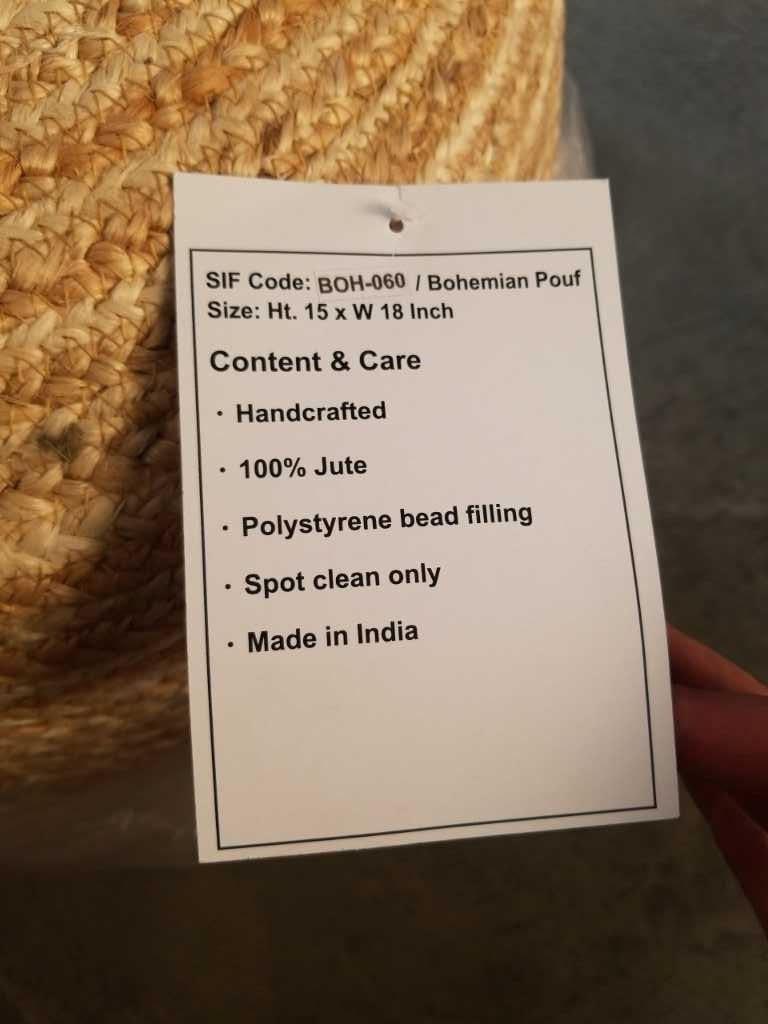 SIF Code: BOH-060 / Bohemian Pouf
Size: Ht. 15 x W 18 Inch
Content & Care
· Handcrafted
· 100% Jute
· Polystyrene bead filling
· Spot clean only
· Made in India